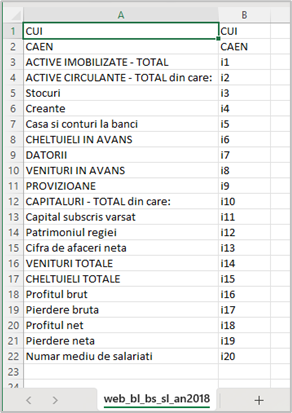 A B
1 CUI CUI
2 CAEN CAEN
3 ACTIVE IMOBILIZATE - TOTAL i1
4 ACTIVE CIRCULANTE - TOTAL din care: i2
5 Stocuri i3
6 Creante i4
7 Casa si conturi la banci i5
8 CHELTUIELI IN AVANS i6
9 DATORII i7
10 VENITURI IN AVANS i8
11 PROVIZIOANE i9
12 CAPITALURI - TOTAL din care: i10
13 Capital subscris varsat i11
14 Patrimoniul regiei i12
15 Cifra de afaceri neta i13
16 VENITURI TOTALE i14
17 CHELTUIELI TOTALE i15
18 Profitul brut i16
19 Pierdere bruta i17
20 Profitul net i18
21 Pierdere neta i19
22 Numar mediu de salariati i20
23
web_bl_bs_sl_an2018